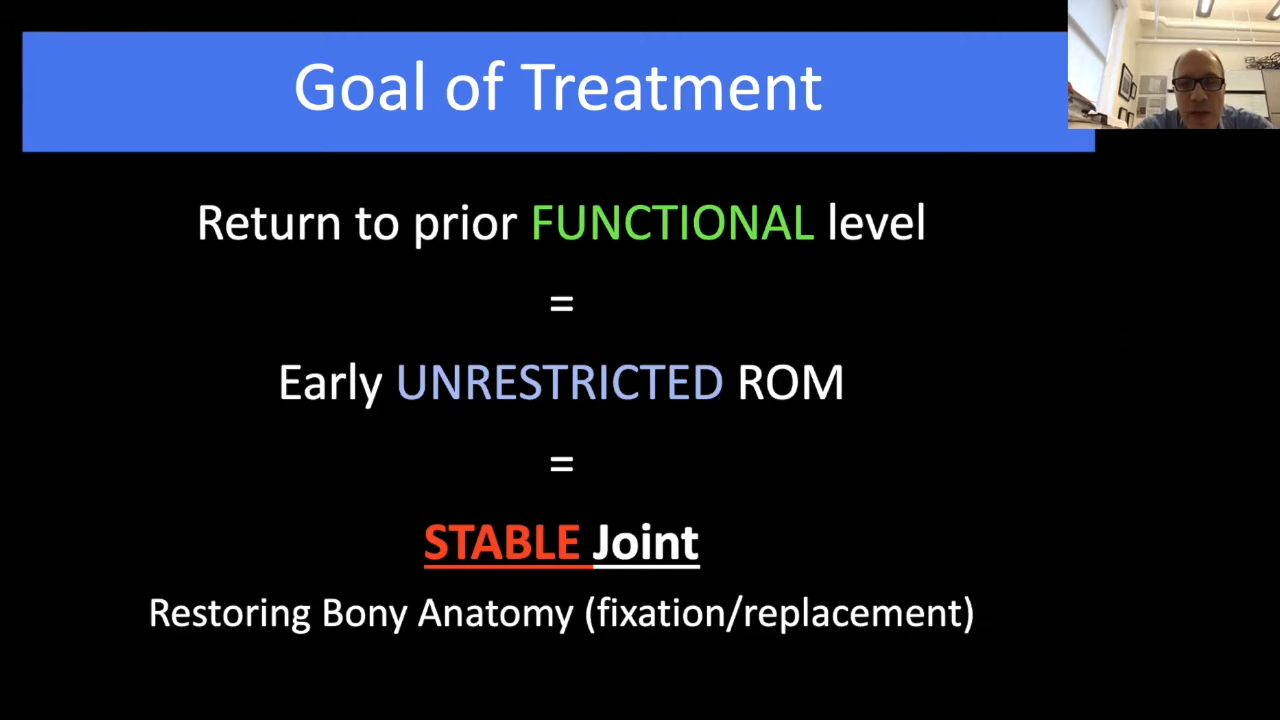 Goal of Treatment
Return to prior FUNCTIONAL level
=
Early UNRESTRICTED ROM
=
STABLE Joint
Restoring Bony Anatomy (fixation/replacement)